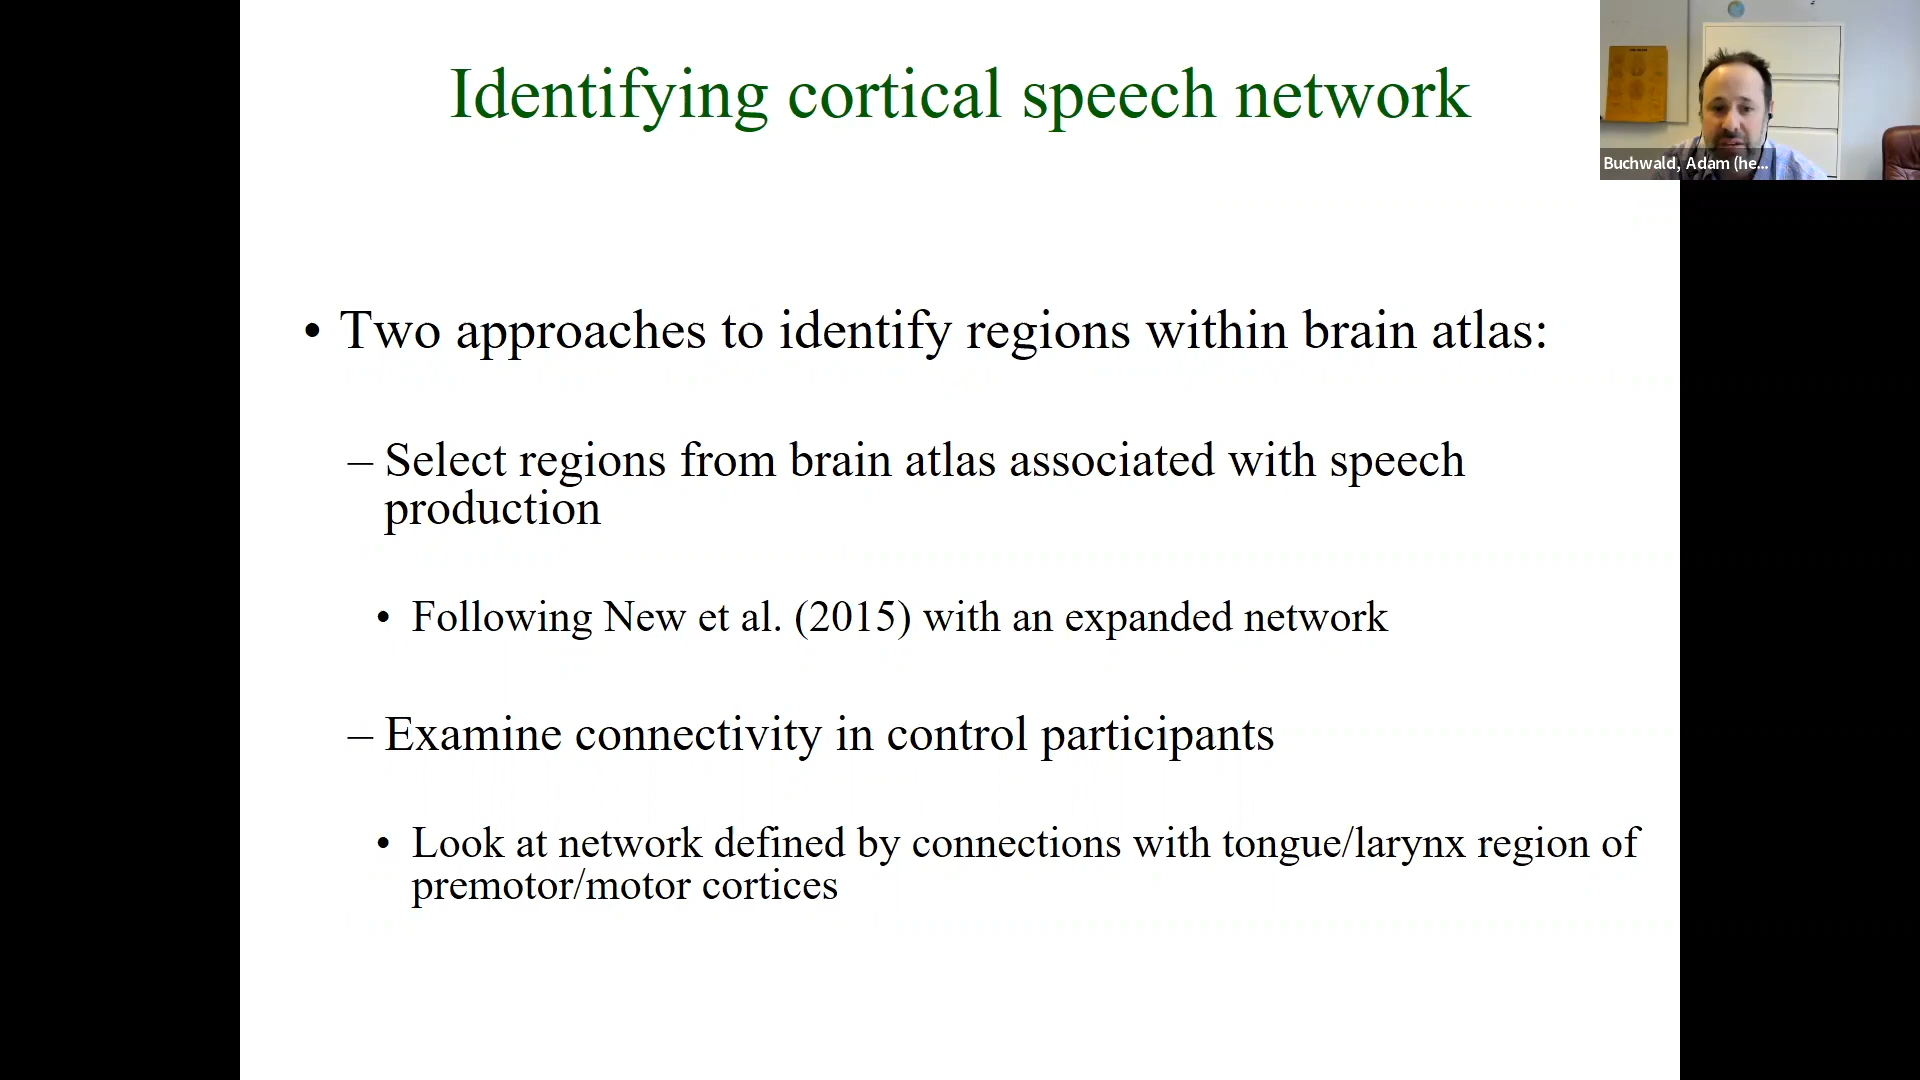 Identifying cortical speech network
Buchwald, Adam (he...
• Two approaches to identify regions within brain atlas:
– Select regions from brain atlas associated with speech
production
• Following New et al. (2015) with an expanded network
– Examine connectivity in control participants
• Look at network defined by connections with tongue/larynx region of
premotor/motor cortices